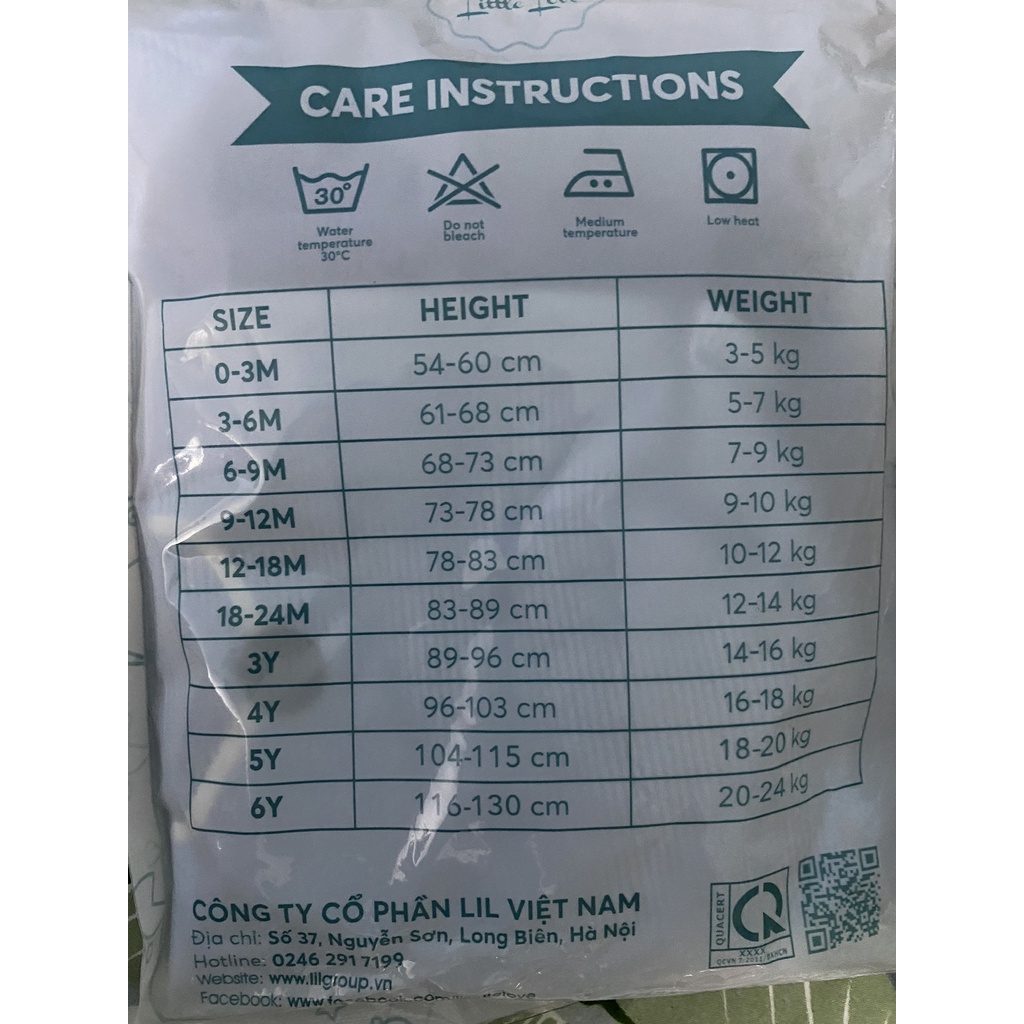 Little Love
CARE INSTRUCTIONS
30°
Water temperature 30°C
Do not bleach
Medium temperature
Low heat
SIZE HEIGHT WEIGHT
0-3M 54-60 cm 3-5 kg
3-6M 61-68 cm 5-7 kg
6-9M 68-73 cm 7-9 kg
9-12M 73-78 cm 9-10 kg
12-18M 78-83 cm 10-12 kg
18-24M 83-89 cm 12-14 kg
3Y 89-96 cm 14-16 kg
4Y 96-103 cm 16-18 kg
5Y 104-115 cm 18-20 kg
6Y 116-130 cm 20-24 kg
CÔNG TY CỔ PHẦN LIL VIỆT NAM
Địa chỉ: Số 37, Nguyễn Sơn, Long Biên, Hà Nội
Hotline: 0246 291 7199
Website: www.lilgroup.vn
Facebook:
QUACERT
XXXX